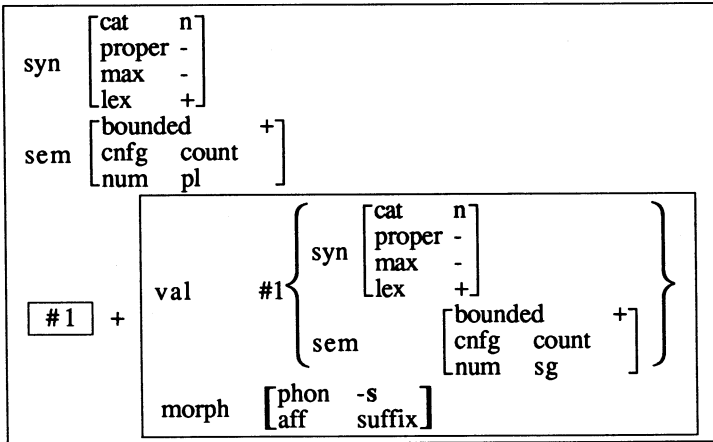 cat n
proper -
syn max -
lex +
bounded +
sem cnfg count
num pl
cat n
proper -
syn max -
lex +
val #1
#1 +
bounded +
sem cnfg count
num sg
morph phon -s
aff suffix